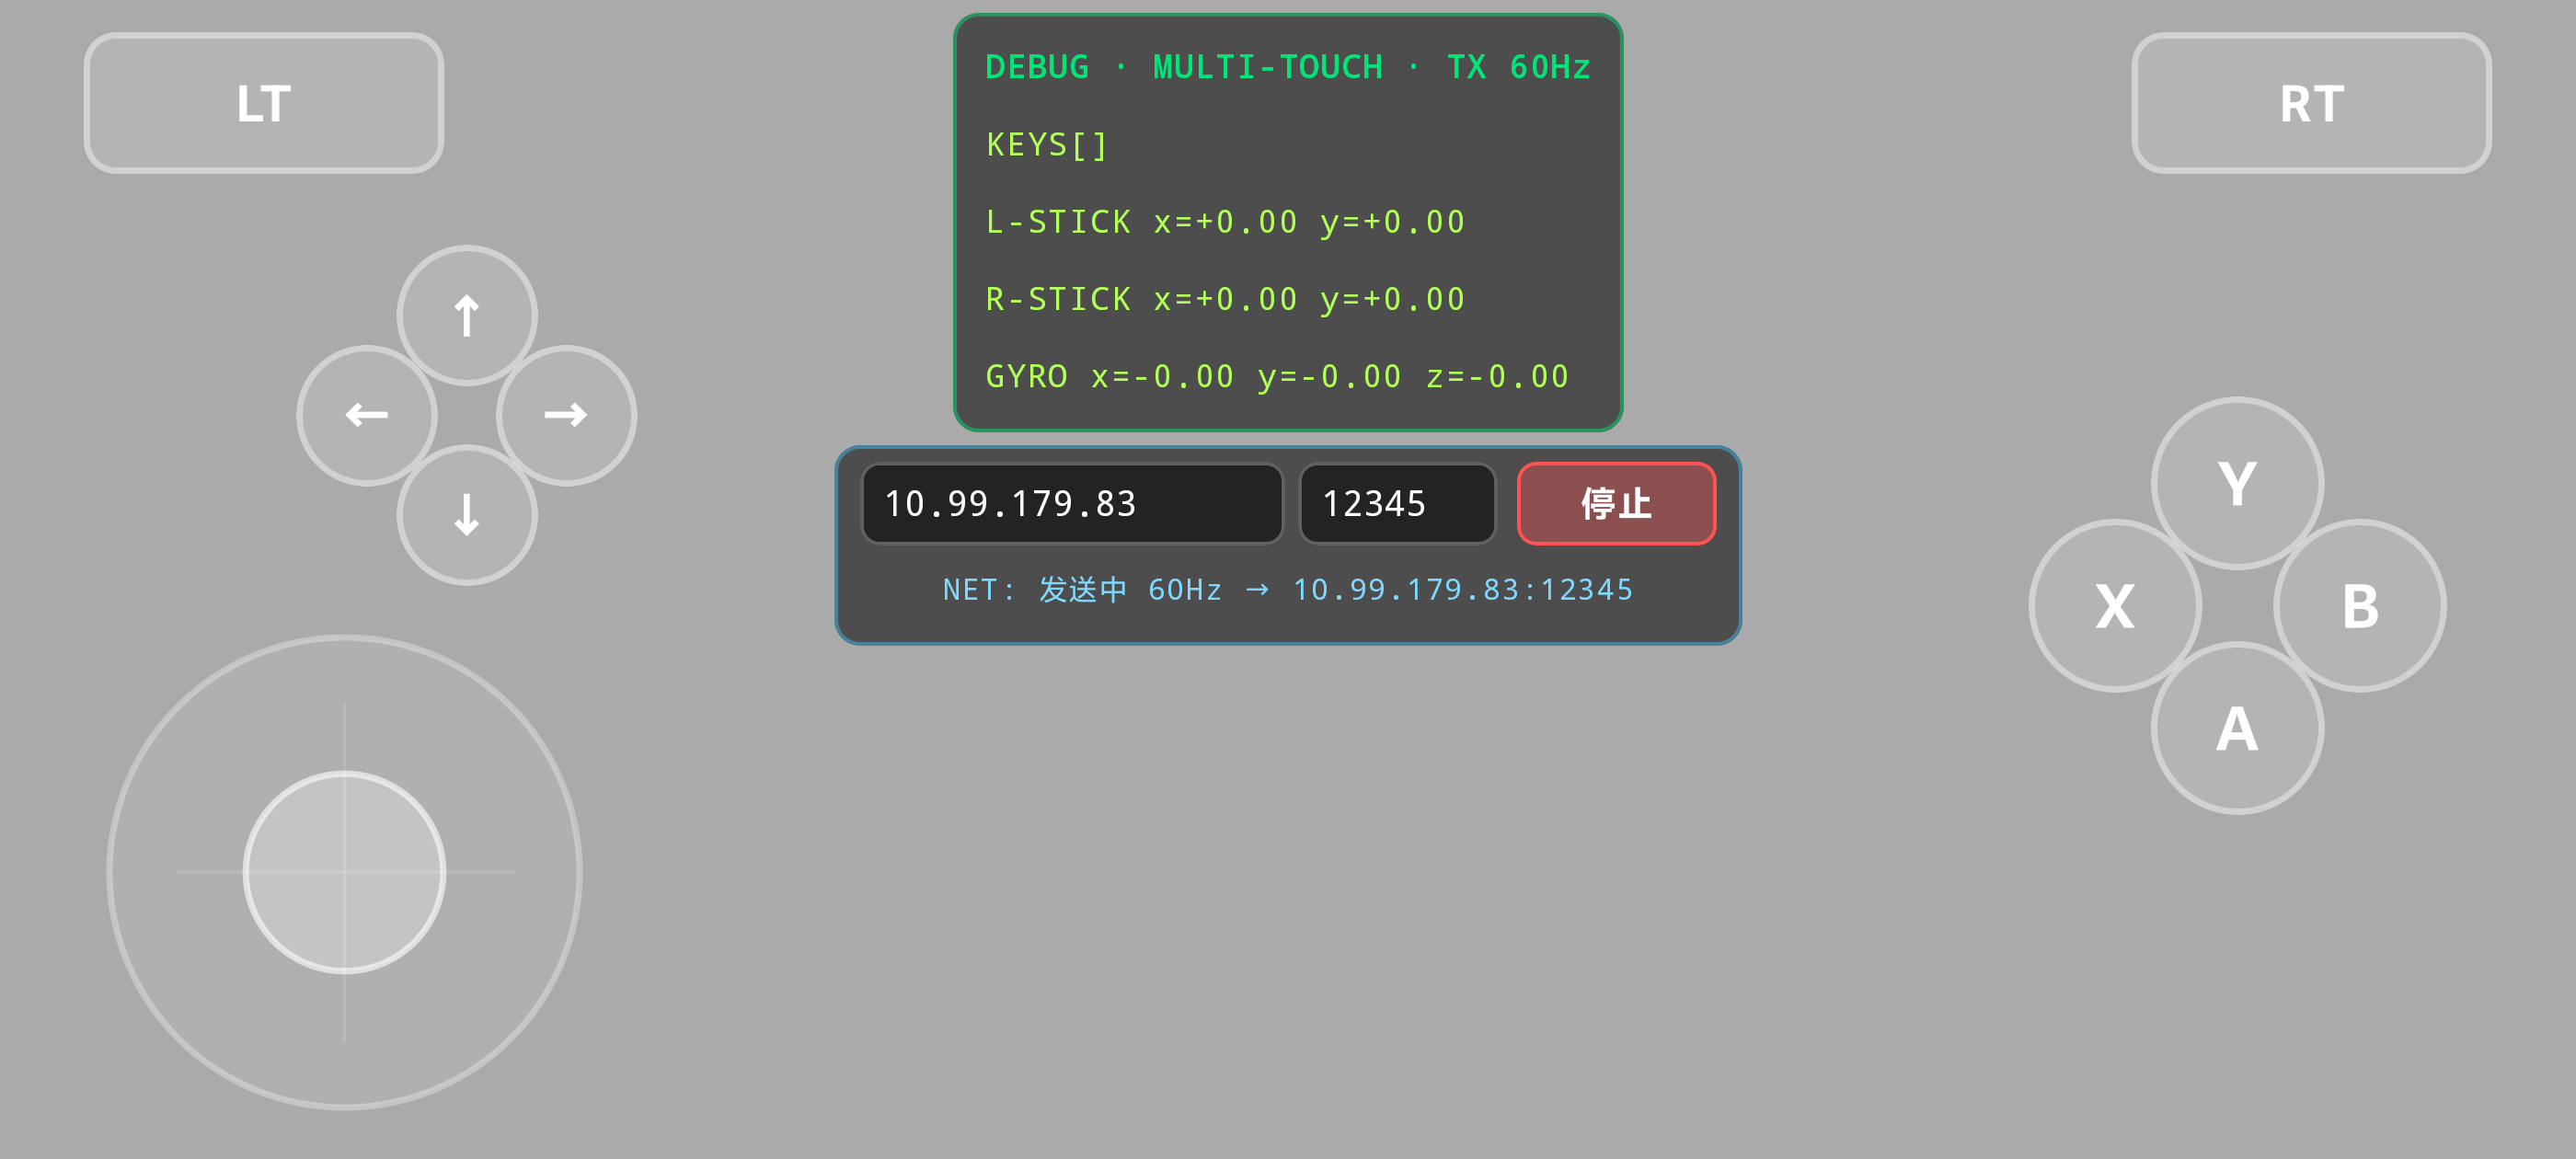 LT
DEBUG · MULTI-TOUCH · TX 60Hz
RT
KEYS[]
L-STICK x=+0.00 y=+0.00
R-STICK x=+0.00 y=+0.00
GYRO x=-0.00 y=-0.00 z=-0.00
↑
←
→
↓
10.99.179.83
12345
停止
NET: 发送中 60Hz → 10.99.179.83:12345
Y
X
B
A